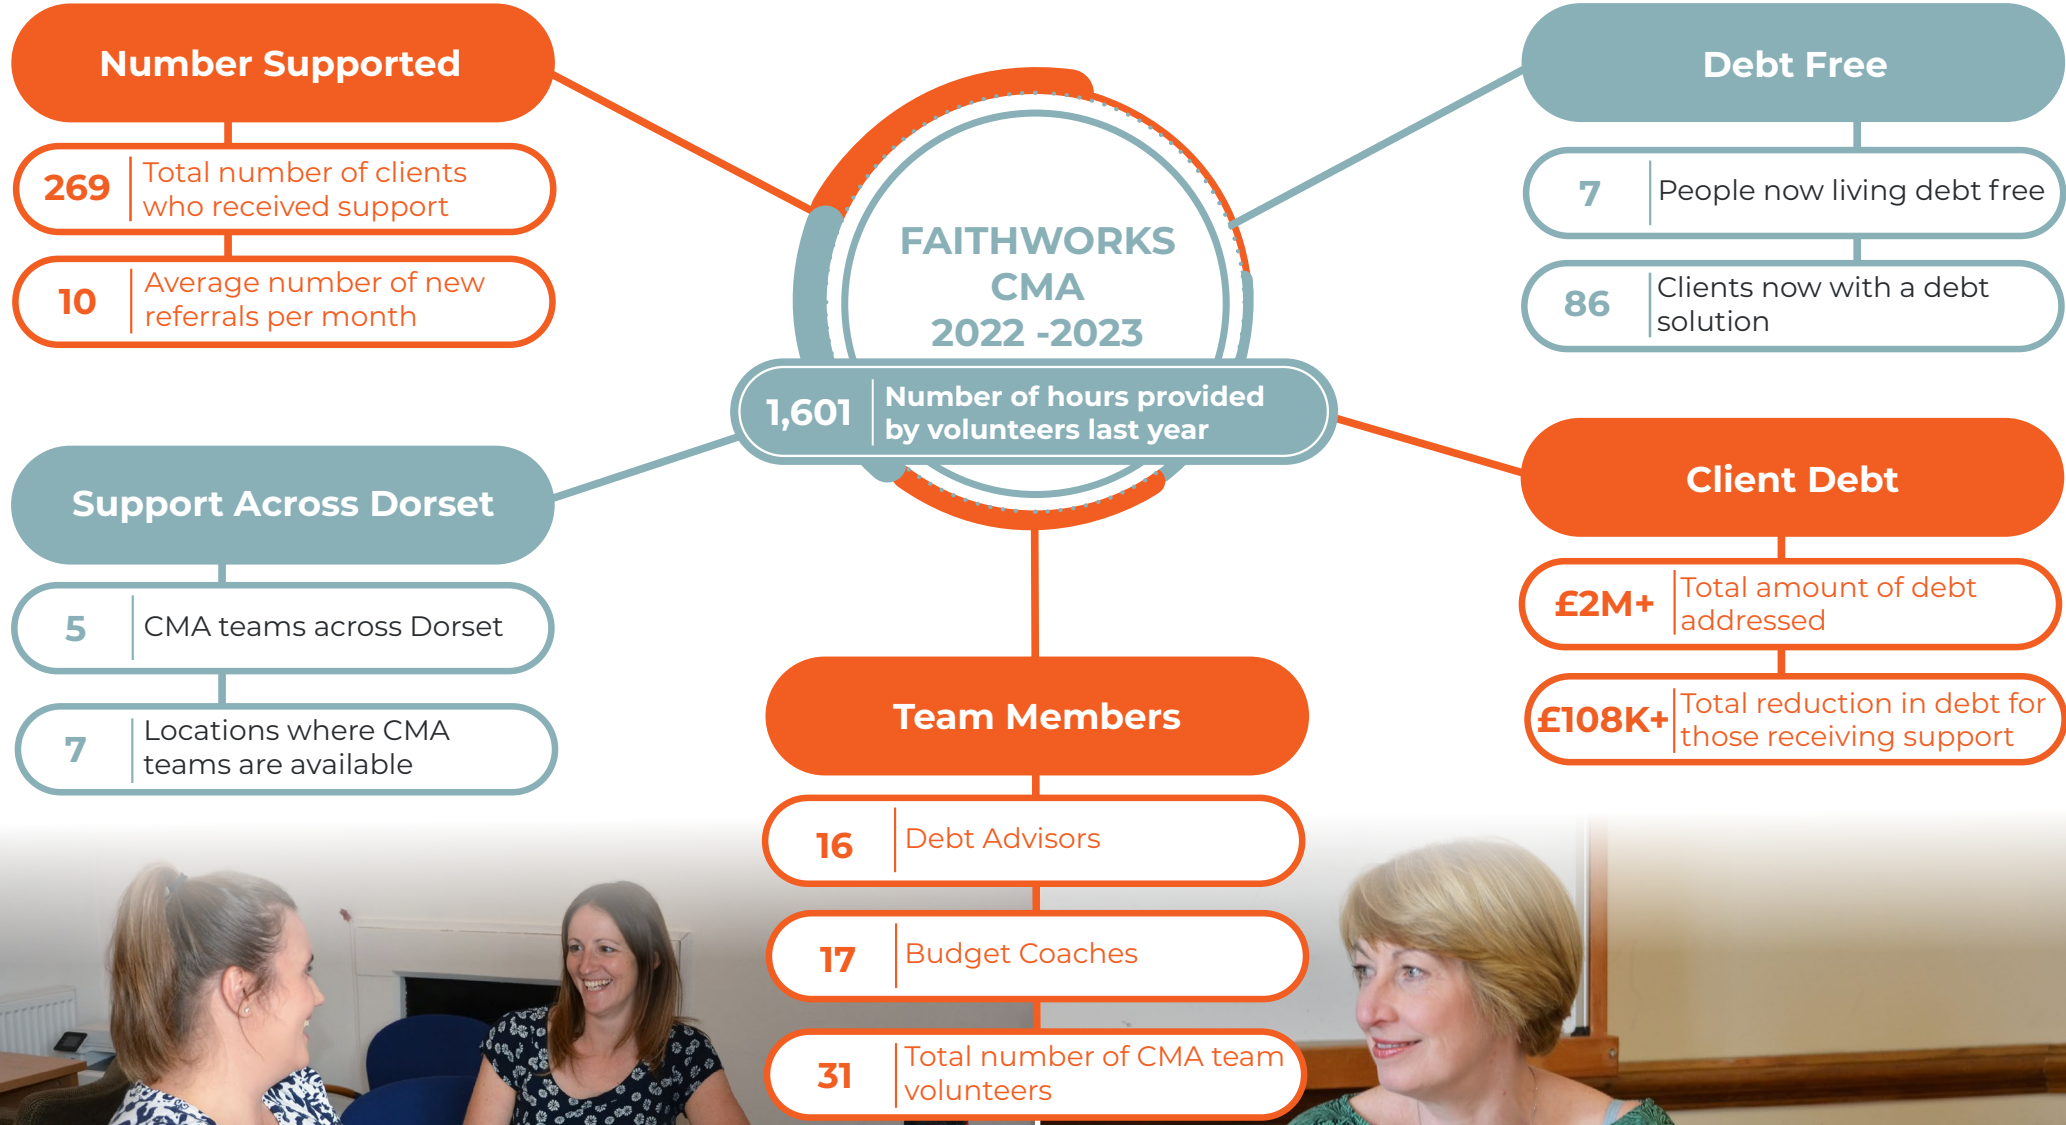 Number Supported
269
Total number of clients
who received support
10
Average number of new
referrals per month
FAITHWORKS
CMA
2022 -2023
1,601
Number of hours provided
by volunteers last year
Debt Free
7
People now living debt free
86
Clients now with a debt
solution
Support Across Dorset
5
CMA teams across Dorset
7
Locations where CMA
teams are available
Client Debt
£2M+
Total amount of debt
addressed
£108K+
Total reduction in debt for
those receiving support
Team Members
16
Debt Advisors
17
Budget Coaches
31
Total number of CMA team
volunteers